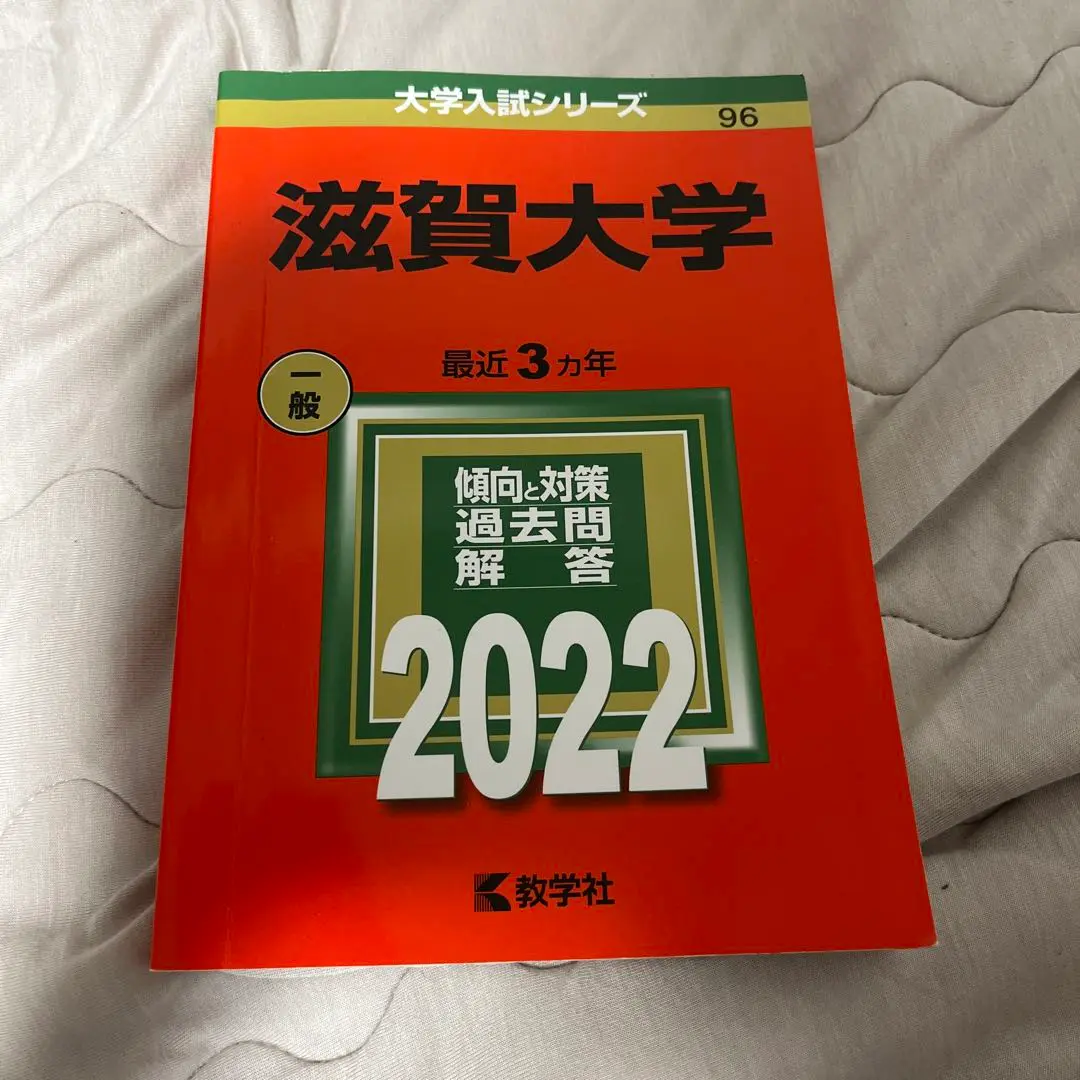 大学入試シリーズ
96
滋賀大学
最近3カ年
一般
傾向と対策
過去問
解答
2022
教学社